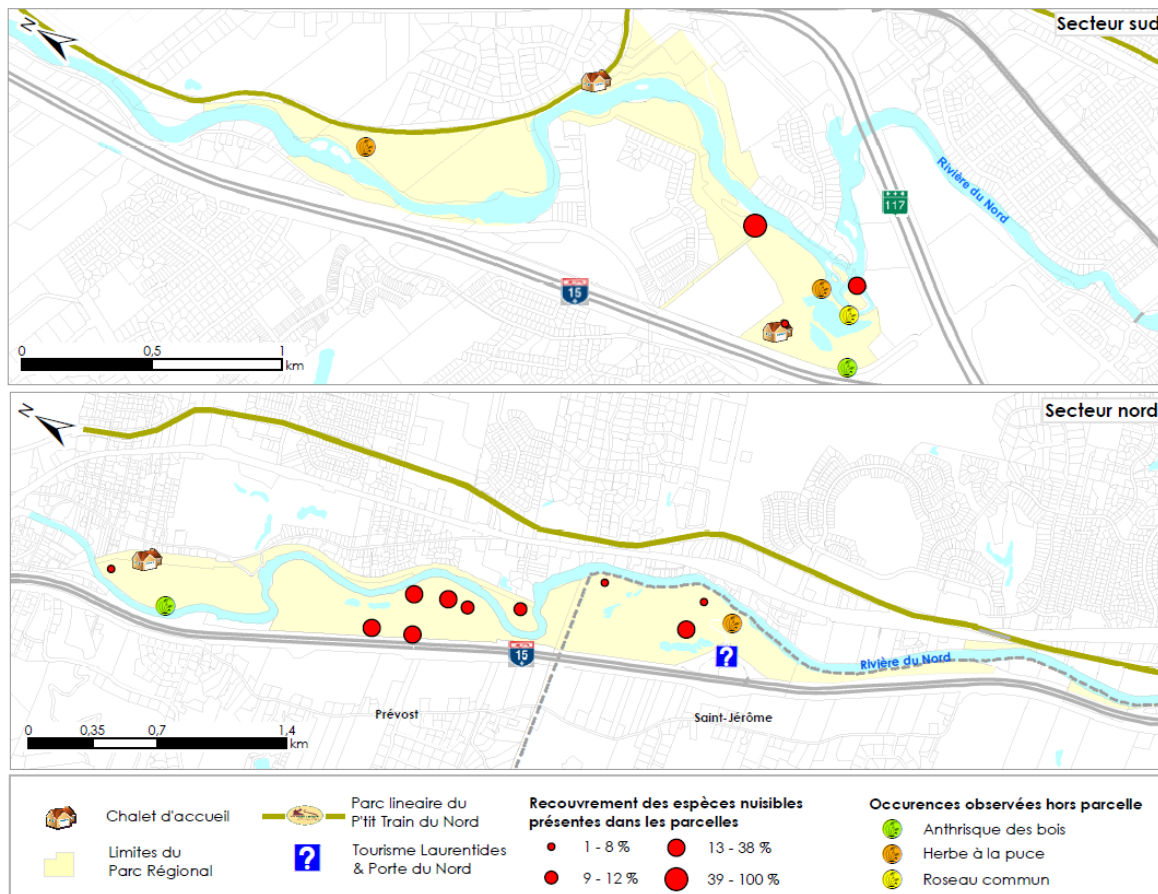 Secteur sud
N
117
Rivière du Nord
15
0 0,5 1
km
Secteur nord
N
15
Rivière du Nord
Prévost
Saint-Jérôme
0 0,35 0,7 1,4
km
Chalet d'accueil
Limites du
Parc Régional
Parc lineaire du
P'tit Train du Nord
?
Tourisme Laurentides
& Porte du Nord
Recouvrement des espèces nuisibles
présentes dans les parcelles
1 - 8 %
9 - 12 %
13 - 38 %
39 - 100 %
Occurences observées hors parcelle
Anthrisque des bois
Herbe à la puce
Roseau commun